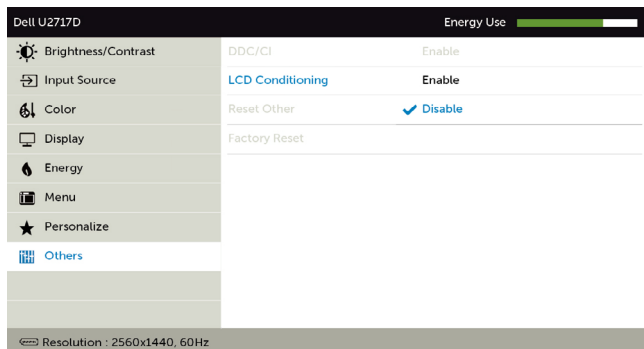 Dell U2717D Energy Use
Brightness/Contrast DDC/CI Enable
Input Source LCD Conditioning Enable
Color Reset Other Disable
Display Factory Reset
Energy
Menu
Personalize
Others
Resolution : 2560x1440, 60Hz